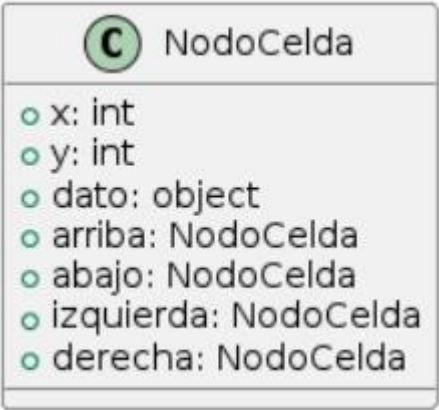 C NodoCelda
x: int
y: int
dato: object
arriba: NodoCelda
abajo: NodoCelda
izquierda: NodoCelda
derecha: NodoCelda